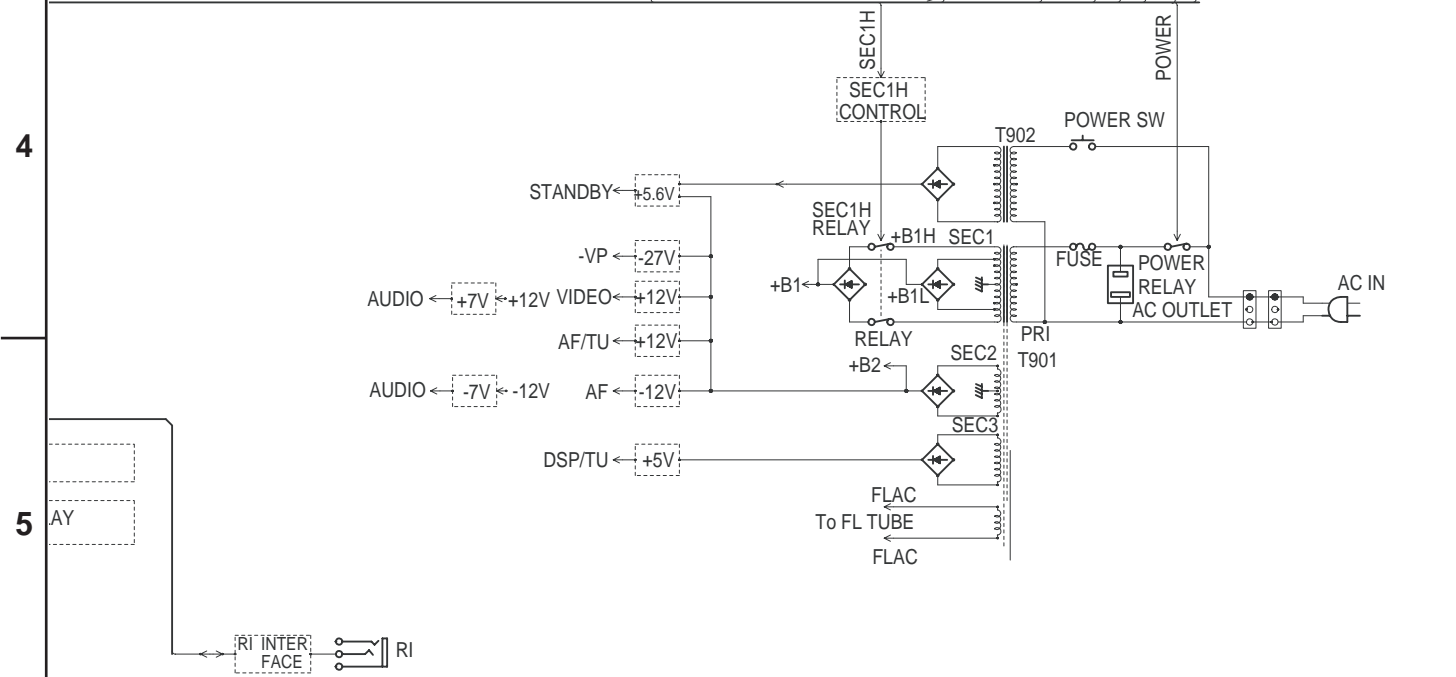 SEC1H
POWER
4
SEC1H
CONTROL
POWER SW
T902
STANDBY
+5.6V
SEC1H
RELAY
+B1H
SEC1
-VP
-27V
FUSE
POWER
RELAY
+B1
+B1L
AC IN
AUDIO
+7V
+12V
VIDEO
+12V
AC OUTLET
AF/TU
+12V
RELAY
PRI
T901
SEC2
+B2
AUDIO
-7V
-12V
AF
-12V
SEC3
DSP/TU
+5V
FLAC
5
AY
To FL TUBE
FLAC
RI INTER
FACE
RI